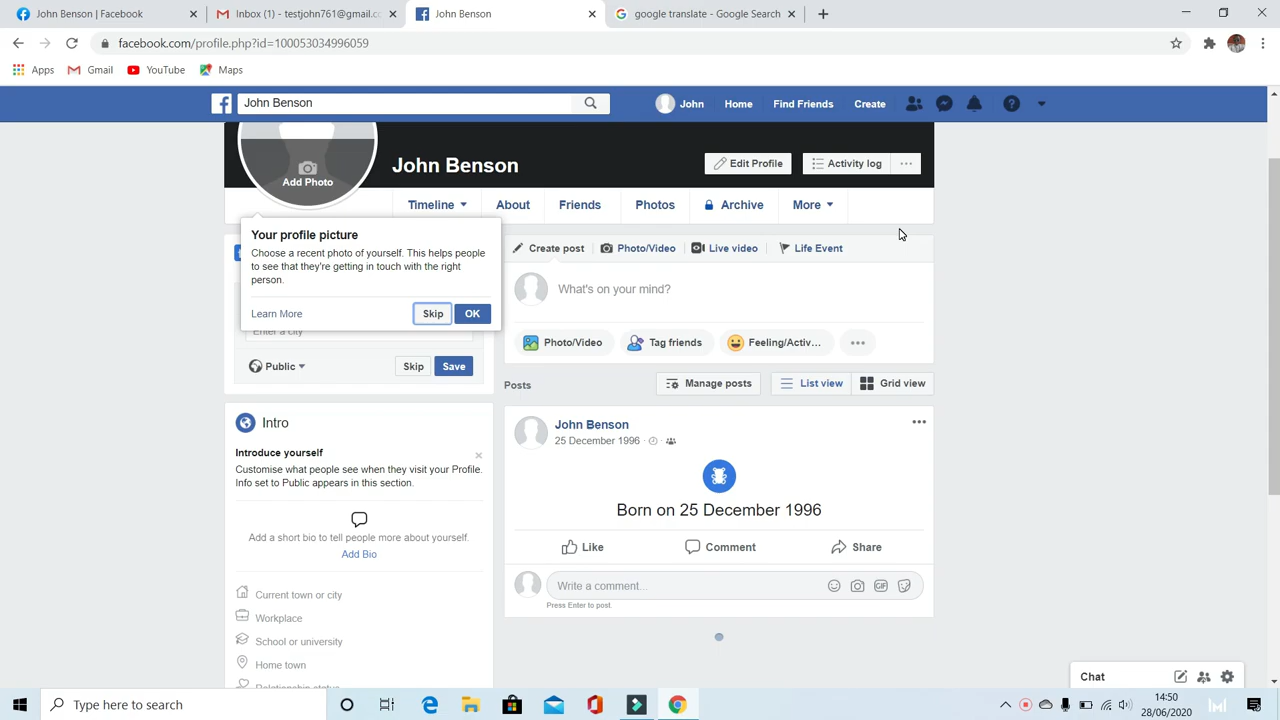 John Benson | Facebook
Inbox (1) - testjohn761@gmail.cc
John Benson
google translate - Google Search
facebook.com/profile.php?id=100053034996059
Apps Gmail YouTube Maps
John Benson
John Home Find Friends Create
Add Photo
John Benson
Edit Profile
Activity log
Timeline About Friends Photos Archive More
Your profile picture
Choose a recent photo of yourself. This helps people
to see that they're getting in touch with the right
person.
Learn More
Skip
OK
Enter a city
Public
Skip
Save
Intro
Introduce yourself
Customise what people see when they visit your Profile.
Info set to Public appears in this section.
Add a short bio to tell people more about yourself.
Add Bio
Current town or city
Workplace
School or university
Home town
Relationship status
Create post Photo/Video Live video Life Event
What's on your mind?
Photo/Video
Tag friends
Feeling/Activ...
Posts
Manage posts
List view
Grid view
John Benson
25 December 1996
Born on 25 December 1996
Like
Comment
Share
Write a comment...
GIF
Press Enter to post.
Chat
Type here to search
14:50
28/06/2020